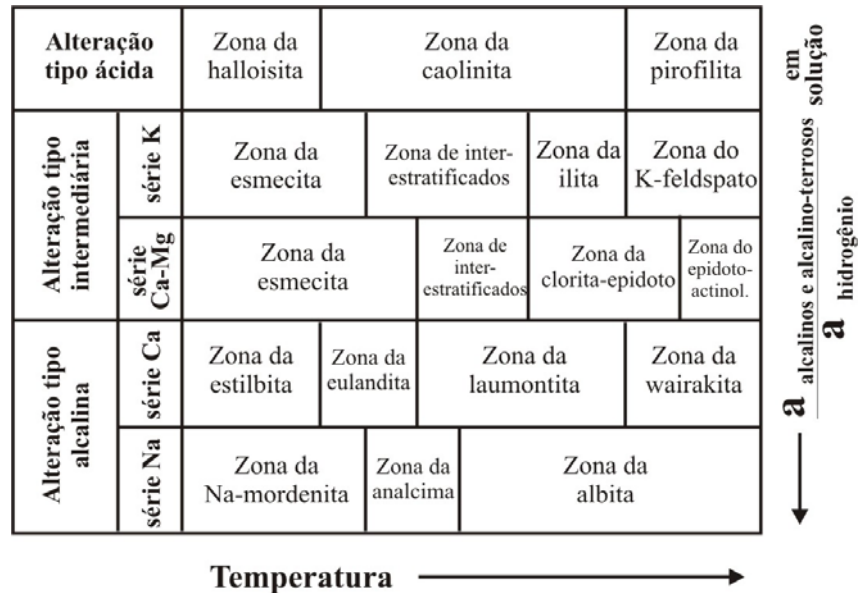 Alteração
tipo ácida
Zona da
halloisita
Zona da
caolinita
Zona da
pirofilita
Alteração tipo
intermediária
série K
Zona da
esmecita
Zona de inter-
estratificados
Zona da
ilita
Zona do
K-feldspato
série
Ca-Mg
Zona da
esmecita
Zona de
inter-
estratificados
Zona da
clorita-epidoto
Zona do
epidoto-
actinol.
Alteração tipo
alcalina
série Ca
Zona da
estilbita
Zona da
eulandita
Zona da
laumontita
Zona da
wairakita
série Na
Zona da
Na-mordenita
Zona da
analcima
Zona da
albita
a alcalinos e alcalino-terrosos
a hidrogênio
em
solução
Temperatura